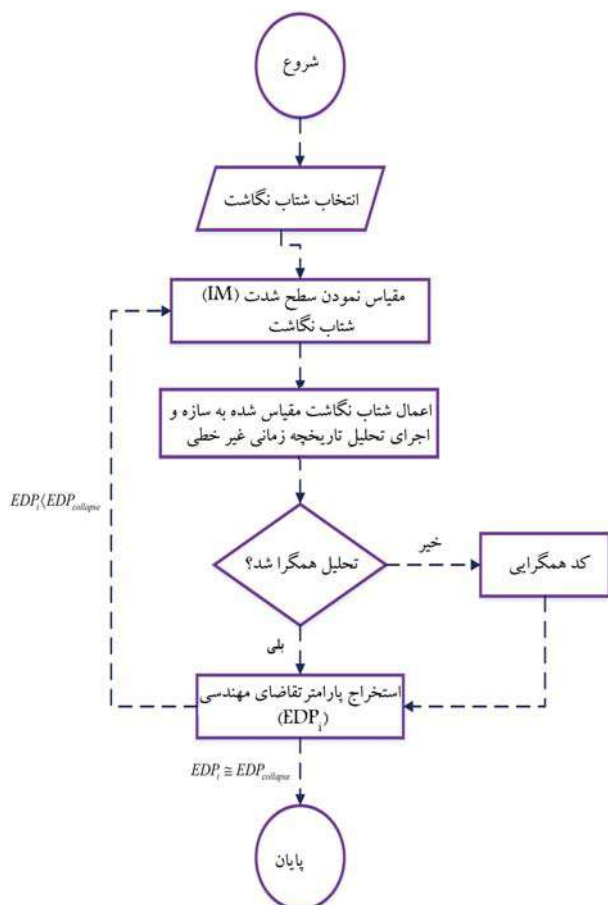 شروع
انتخاب شتاب نگاشت
مقیاس نمودن سطح شدت (IM)
شتاب نگاشت
اعمال شتاب نگاشت مقیاس شده به سازه و
اجرای تحلیل تاریخچه زمانی غیر خطی
EDP_i⟨EDP_collapse
تحلیل همگرا شد؟
خیر
کد همگرایی
بلی
استخراج پارامتر تقاضای مهندسی
(EDP_i)
EDP_i ≅ EDP_collapse
پایان